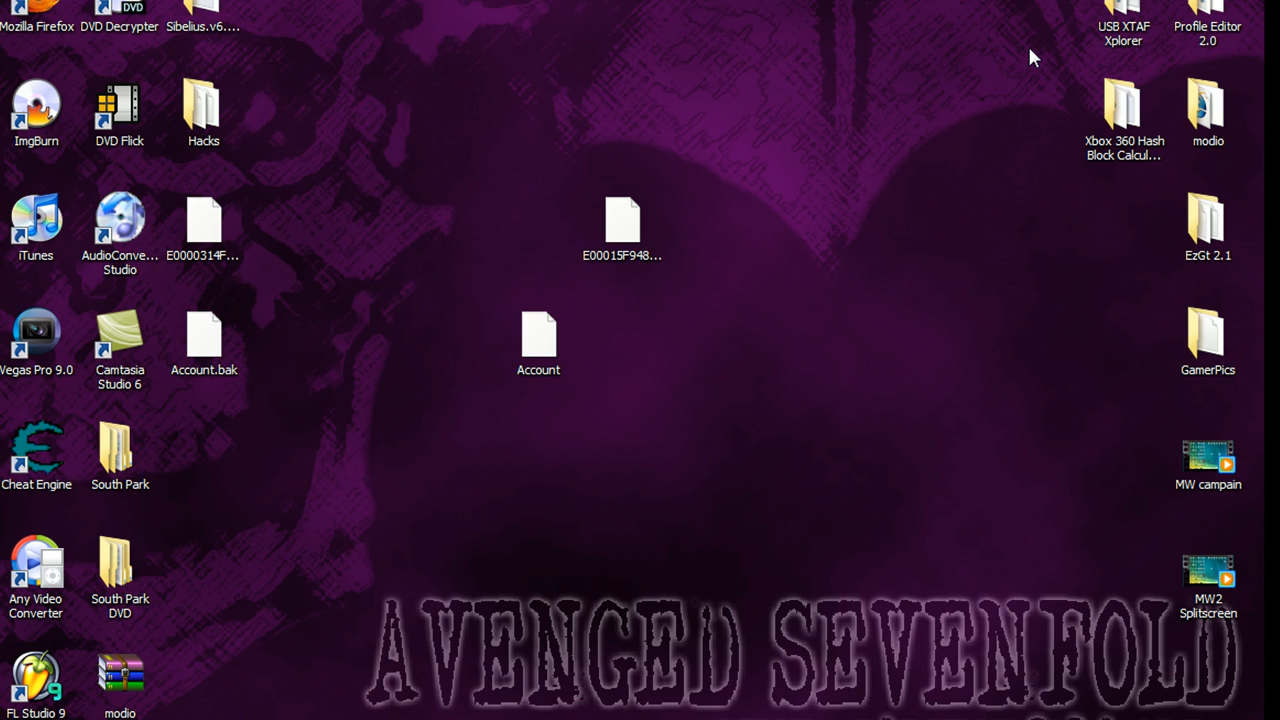 Mozilla Firefox
DVD Decrypter
Sibelius.v6....
USB XTAF
Xplorer
Profile Editor
2.0
DVD
ImgBurn
DVD Flick
Hacks
Xbox 360 Hash
Block Calcul...
modio
iTunes
AudioConve...
Studio
E0000314F...
E00015F948...
EzGt 2.1
Vegas Pro 9.0
Camtasia
Studio 6
Account.bak
Account
GamerPics
Cheat Engine
South Park
MW campain
Any Video
Converter
South Park
DVD
MW2
Splitscreen
AVENGED SEVENFOLD
9
FL Studio 9
modio